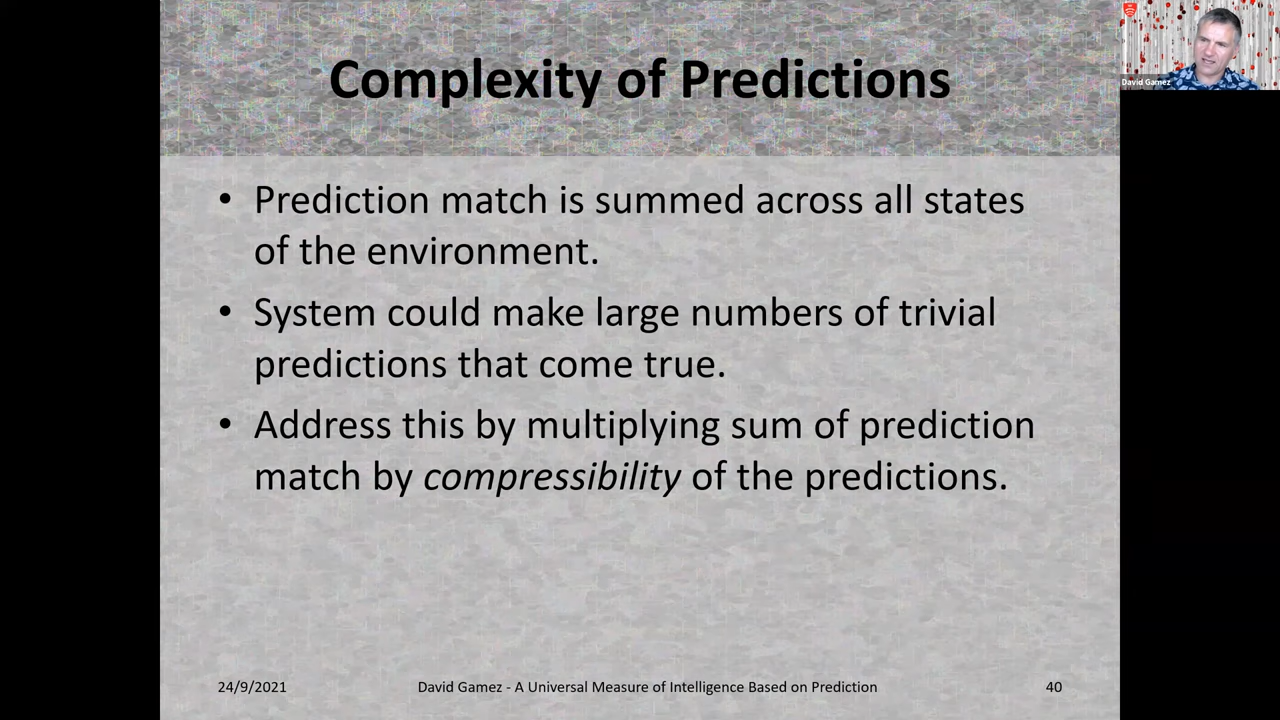 Complexity of Predictions
David Gamez
• Prediction match is summed across all states
of the environment.
• System could make large numbers of trivial
predictions that come true.
• Address this by multiplying sum of prediction
match by compressibility of the predictions.
24/9/2021
David Gamez - A Universal Measure of Intelligence Based on Prediction
40